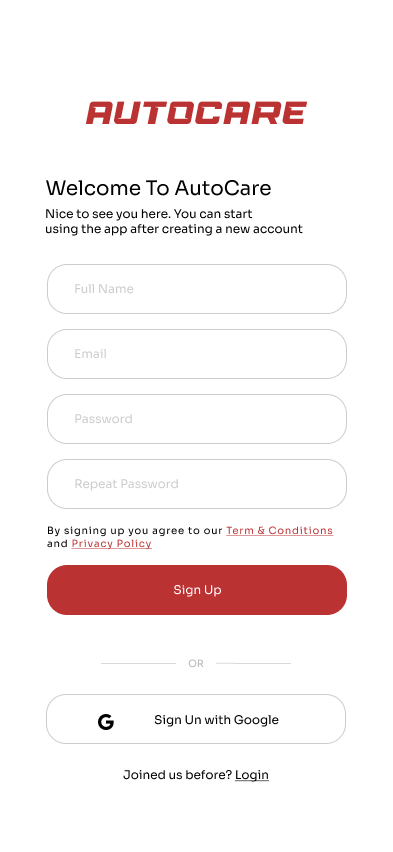 AUTOCARE
Welcome To AutoCare
Nice to see you here. You can start
using the app after creating a new account
Full Name
Email
Password
Repeat Password
By signing up you agree to our Term & Conditions
and Privacy Policy
Sign Up
OR
G Sign Un with Google
Joined us before? Login